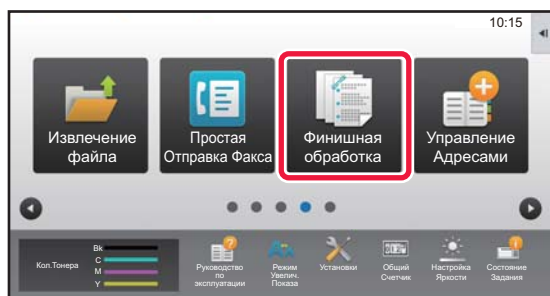 10:15
Извлечение
файла
Простая
Отправка Факса
Финишная
обработка
Управление
Адресами
Кол.Тонера
Bk
C
M
Y
Руководство
по
эксплуатации
Режим
Увелич.
Показа
Установки
Общий
Счетчик
Настройка
Яркости
Состояние
Задания